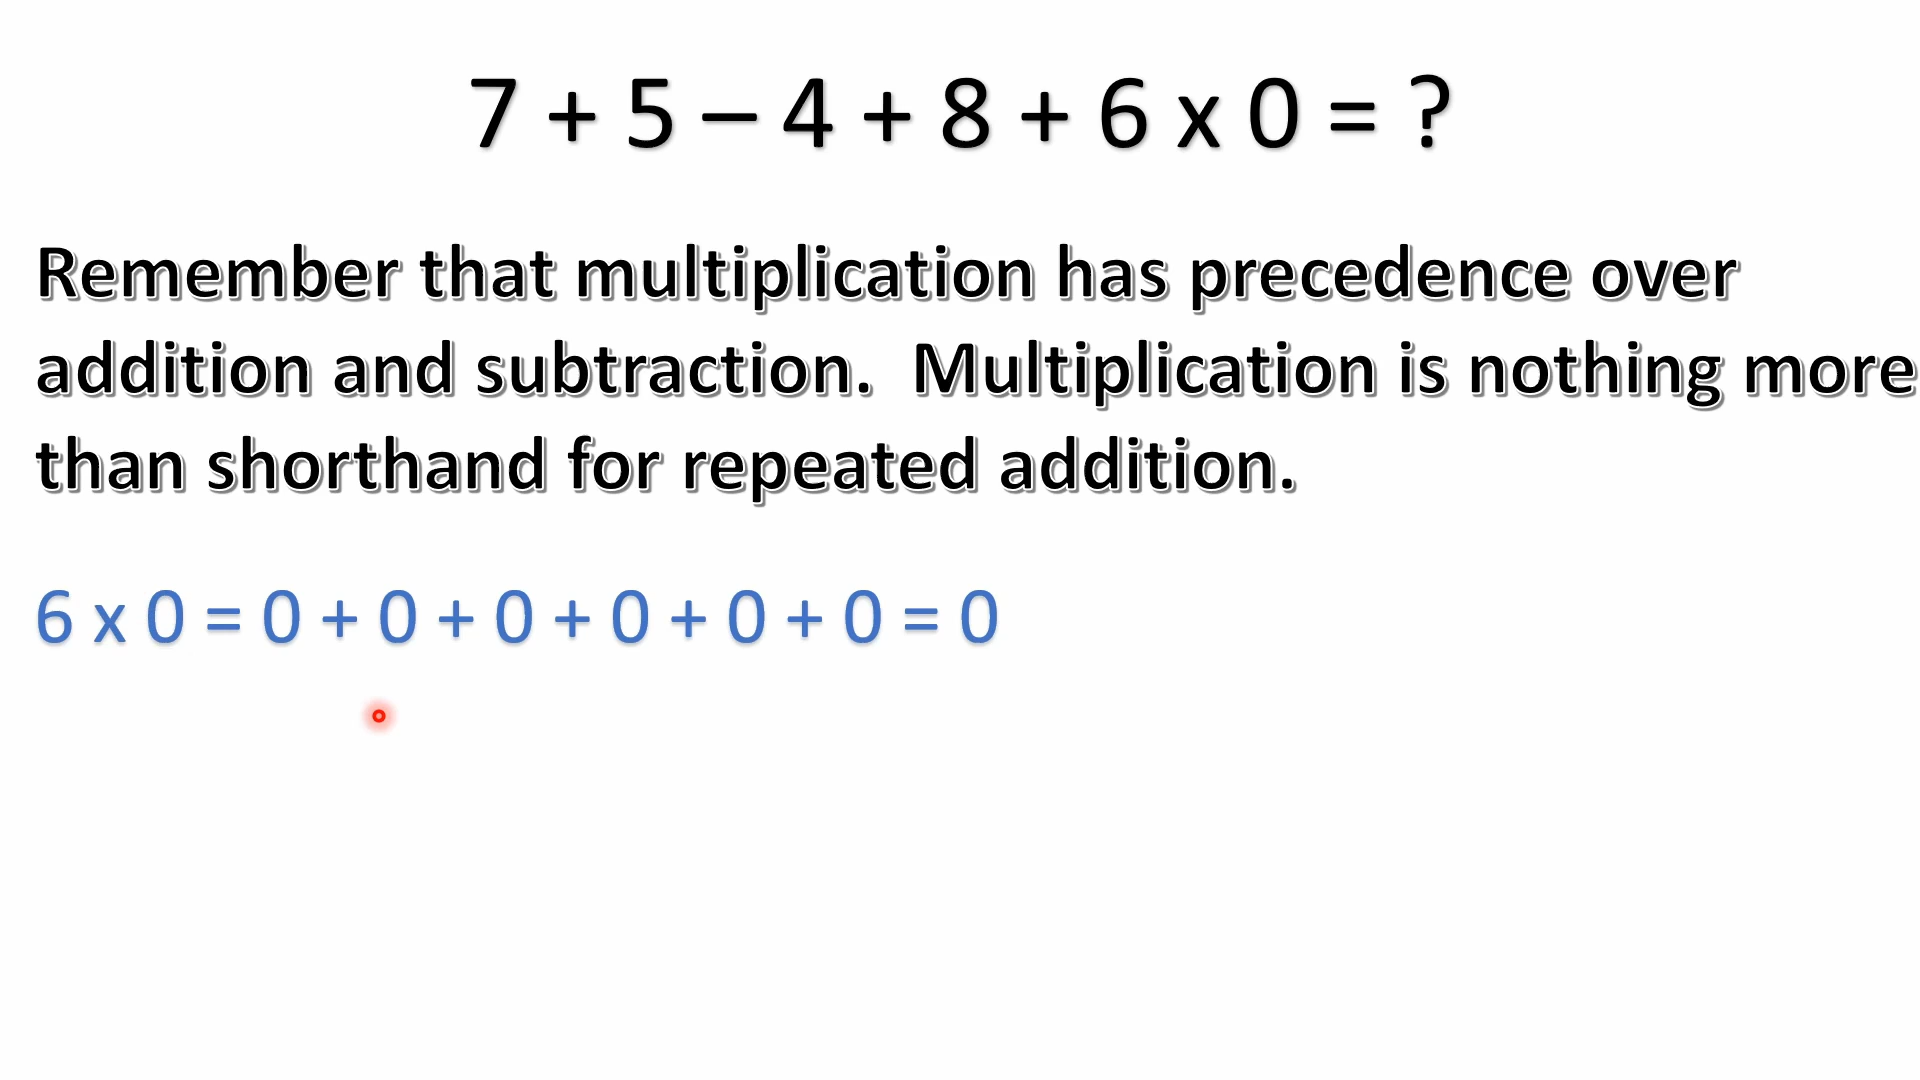 7 + 5 – 4 + 8 + 6 x 0 = ?
Remember that multiplication has precedence over
addition and subtraction.  Multiplication is nothing more
than shorthand for repeated addition.
6 x 0 = 0 + 0 + 0 + 0 + 0 + 0 = 0